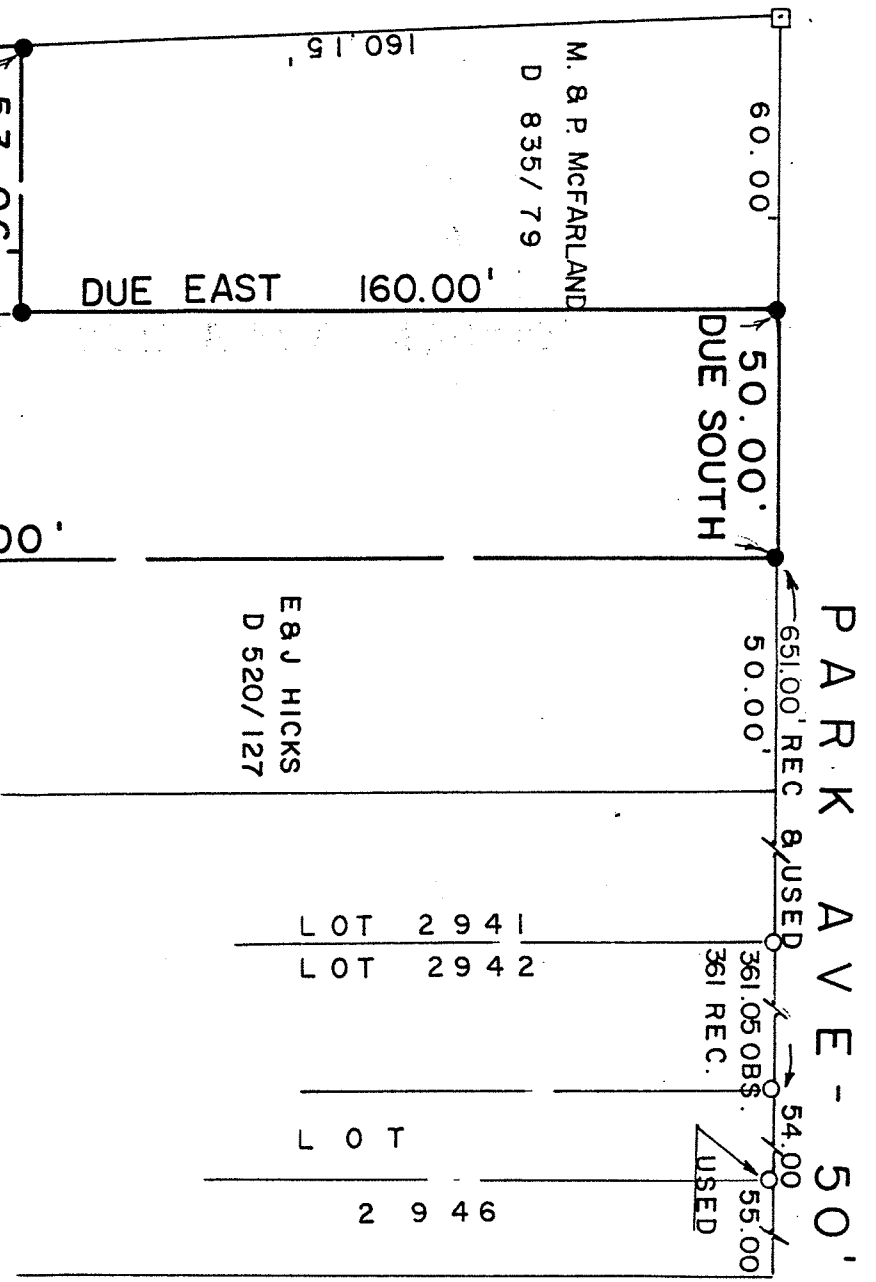 160.15'
M. & P. McFARLAND
D 835/79
60.00'
DUE EAST 160.00'
50.00'
DUE SOUTH
00'
E & J HICKS
D 520/127
50.00'
651.00' REC & USED
PARK AVE - 50'
LOT 2941
LOT 2942
361.05 OBS.
361 REC.
54.00
LOT
2946
USED
55.00